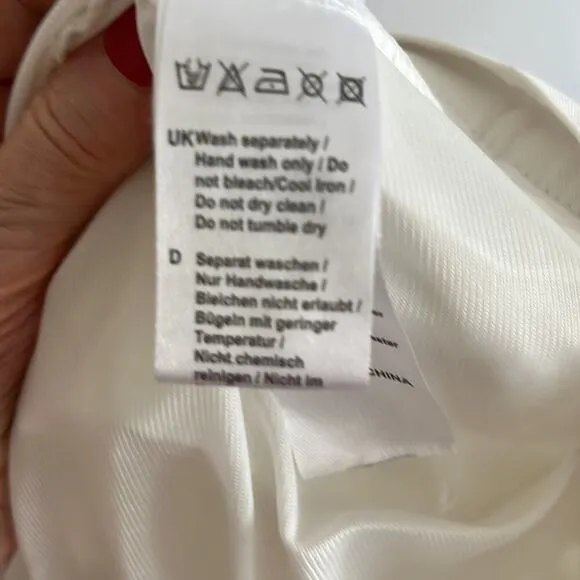 UK Wash separately /
Hand wash only / Do
not bleach/Cool Iron /
Do not dry clean /
Do not tumble dry
D Separat waschen /
Nur Handwäsche /
Bleichen nicht erlaubt /
Bügeln mit geringer
Temperatur /
Nicht chemisch
reinigen / Nicht im
CHINA